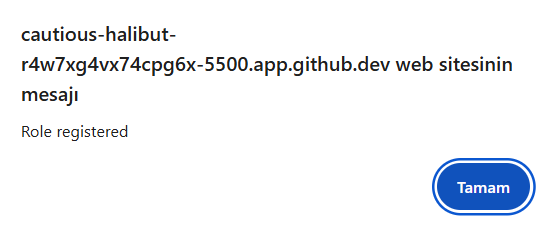 cautious-halibut-
r4w7xg4vx74cpg6x-5500.app.github.dev web sitesinin
mesajı
Role registered
Tamam